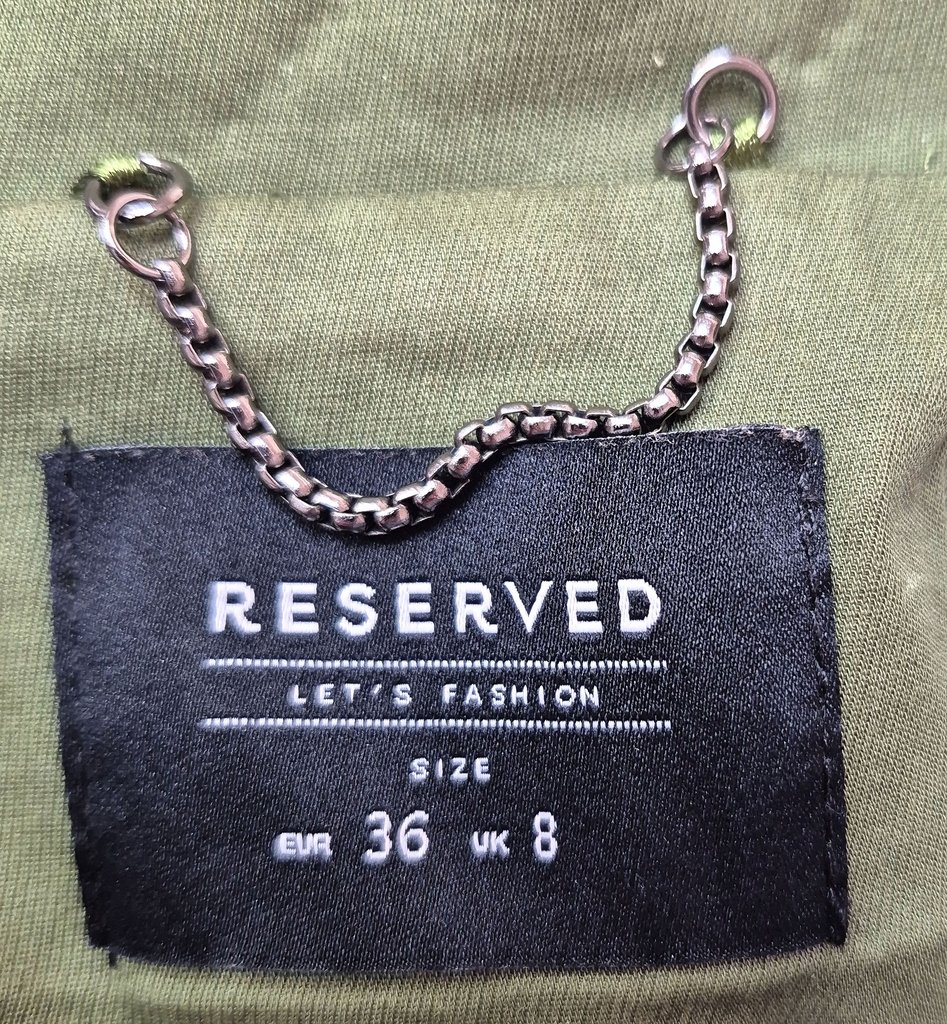 RESERVED
LET'S FASHION
SIZE
EUR 36 UK 8